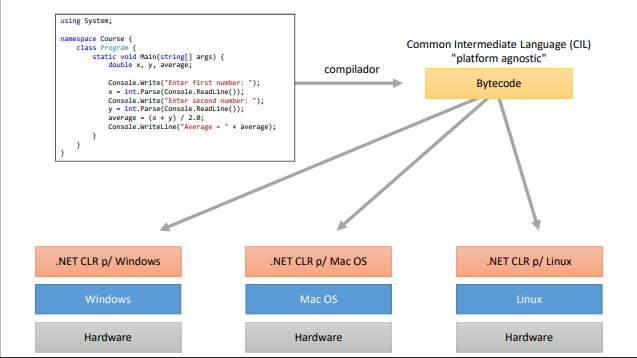 using System;
namespace Course {
class Program {
static void Main(string[] args) {
double x, y, average;
Console.Write("Enter first number: ");
x = int.Parse(Console.ReadLine());
Console.Write("Enter second number: ");
y = int.Parse(Console.ReadLine());
average = (x + y) / 2.0;
Console.WriteLine("Average = " + average);
}
}
}
compilador
Common Intermediate Language (CIL)
"platform agnostic"
Bytecode
.NET CLR p/ Windows
Windows
Hardware
.NET CLR p/ Mac OS
Mac OS
Hardware
.NET CLR p/ Linux
Linux
Hardware